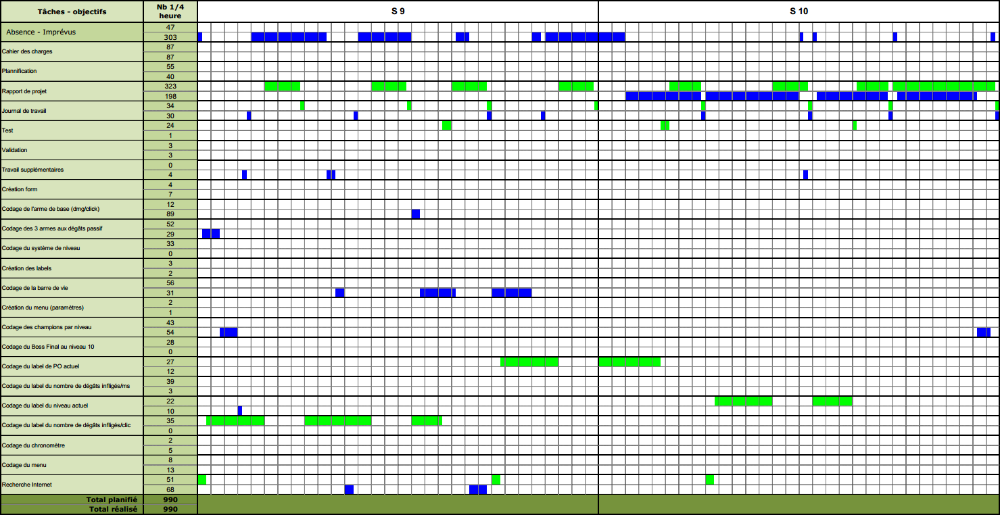 Tâches - objectifs
Nb 1/4 heure
S 9
S 10
Absence - Imprévus
47
303
Cahier des charges
87
87
Plannification
55
40
Rapport de projet
323
198
Journal de travail
34
30
Test
24
1
Validation
3
3
Travail supplémentaires
0
4
Création form
4
7
Codage de l'arme de base (dmg/click)
12
89
Codage des 3 armes aux dégâts passif
52
29
Codage du système de niveau
33
0
Création des labels
3
2
Codage de la barre de vie
56
31
Création du menu (paramètres)
2
1
Codage des champions par niveau
43
54
Codage du Boss Final au niveau 10
28
0
Codage du label de PO actuel
27
12
Codage du label du nombre de dégâts infligés/ms
39
3
Codage du label du niveau actuel
22
10
Codage du label du nombre de dégâts infligés/clic
35
0
Codage du chronomètre
2
5
Codage du menu
8
13
Recherche Internet
51
68
Total planifié
990
Total réalisé
990